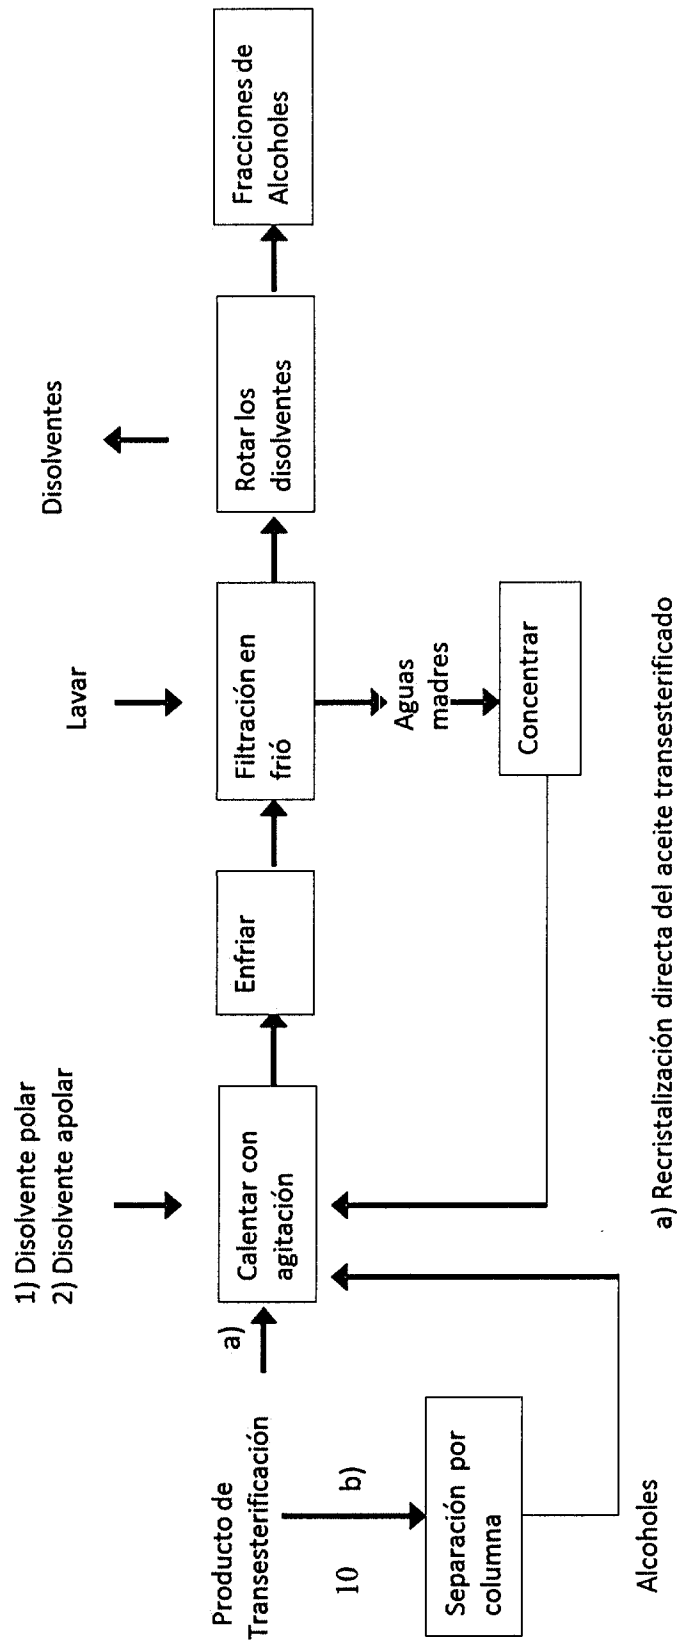 1) Disolvente polar
2) Disolvente apolar
Lavar
Disolventes
Producto de
Transesterificación
a)
Calentar con
agitación
Enfriar
Filtración en
frió
Rotar los
disolventes
Fracciones de
Alcoholes
b)
10
Separación por
columna
Aguas
madres
Concentrar
Alcoholes
a) Recristalización directa del aceite transesterificado